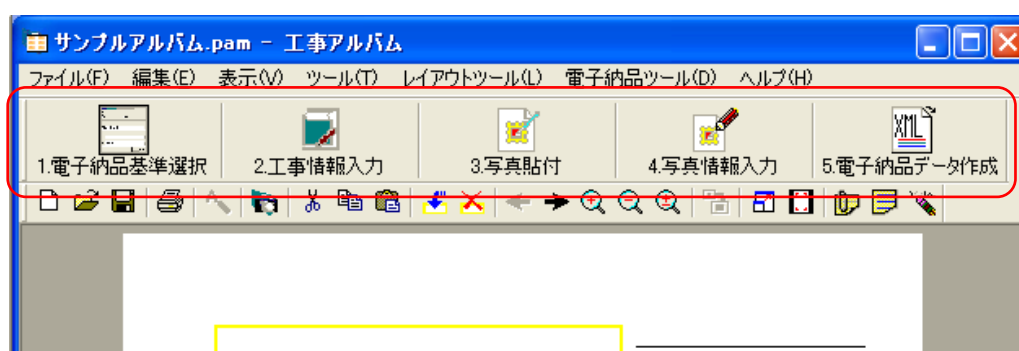 サンプルアルバム.pam - 工事アルバム
ファイル(F) 編集(E) 表示(V) ツール(T) レイアウトツール(L) 電子納品ツール(D) ヘルプ(H)
XML
1.電子納品基準選択 2.工事情報入力 3.写真貼付 4.写真情報入力 5.電子納品データ作成